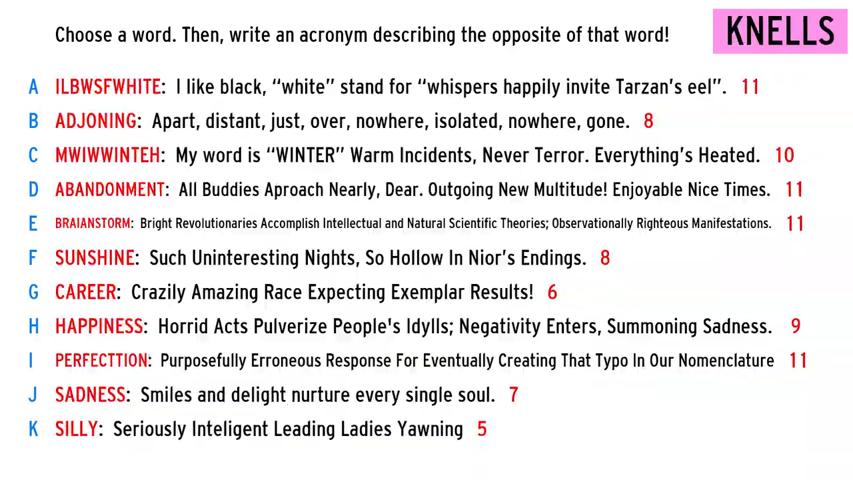 Choose a word. Then, write an acronym describing the opposite of that word! KNELLS
A ILBWSFWHITE: I like black, “white” stand for “whispers happily invite Tarzan’s eel”. 11
B ADJONING: Apart, distant, just, over, nowhere, isolated, nowhere, gone. 8
C MWIWWINTEH: My word is “WINTER” Warm Incidents, Never Terror. Everything’s Heated. 10
D ABANDONMENT: All Buddies Aproach Nearly, Dear. Outgoing New Multitude! Enjoyable Nice Times. 11
E BRAIANSTORM: Bright Revolutionaries Accomplish Intellectual and Natural Scientific Theories; Observationally Righteous Manifestations. 11
F SUNSHINE: Such Uninteresting Nights, So Hollow In Nior’s Endings. 8
G CAREER: Crazily Amazing Race Expecting Exemplar Results! 6
H HAPPINESS: Horrid Acts Pulverize People's Idylls; Negativity Enters, Summoning Sadness. 9
I PERFECTTION: Purposefully Erroneous Response For Eventually Creating That Typo In Our Nomenclature 11
J SADNESS: Smiles and delight nurture every single soul. 7
K SILLY: Seriously Inteligent Leading Ladies Yawning 5